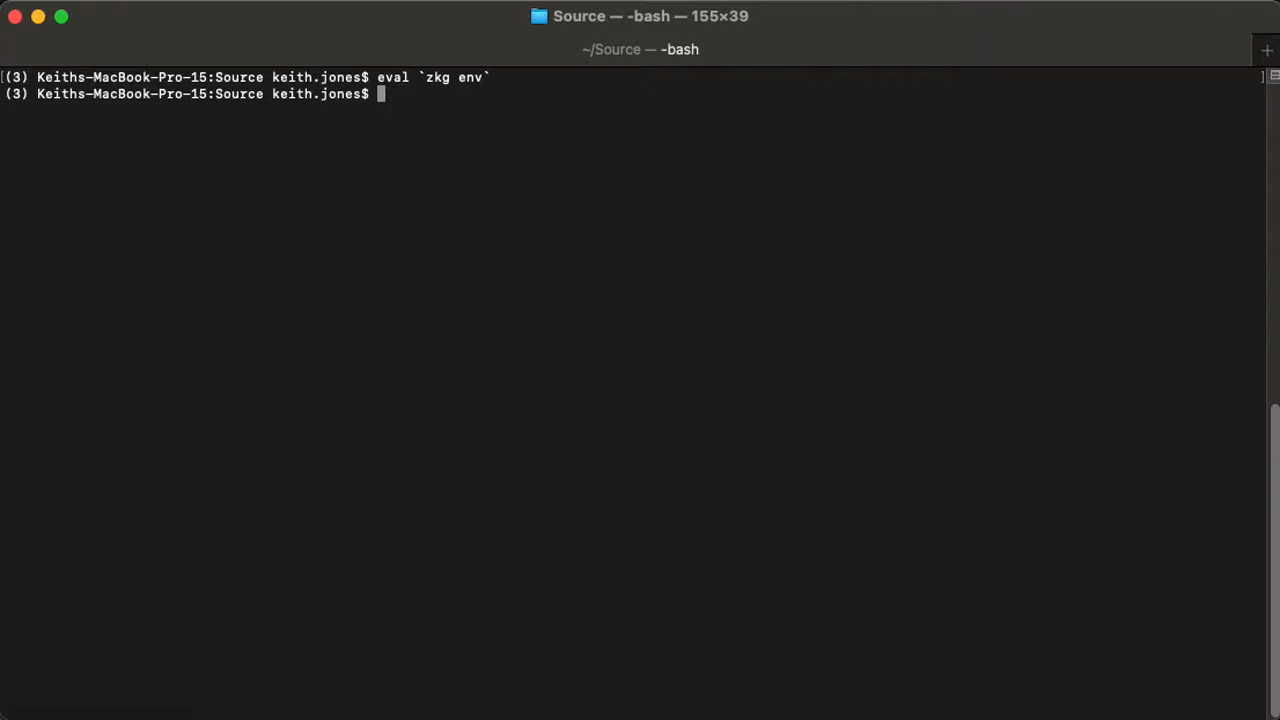 Source — -bash — 155×39
~/Source — -bash
[(3) Keiths-MacBook-Pro-15:Source keith.jones$ eval `zkg env` ]
(3) Keiths-MacBook-Pro-15:Source keith.jones$